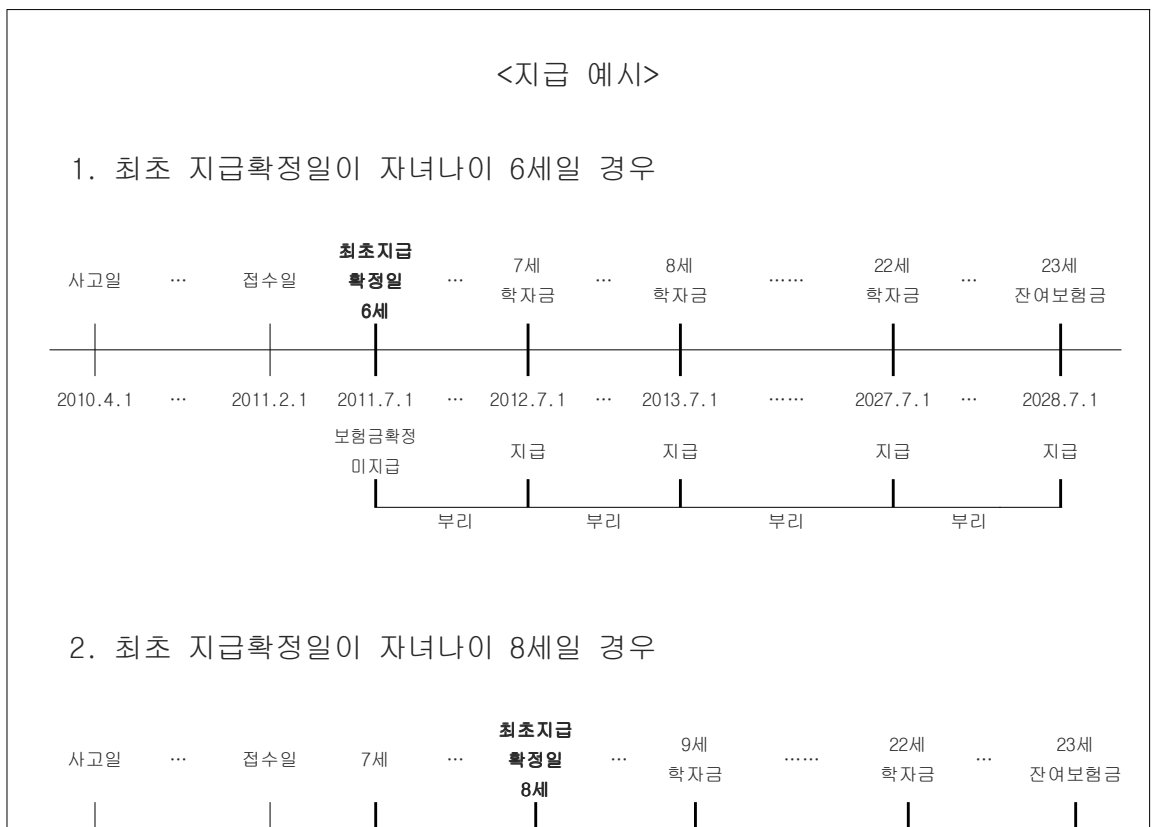 <지급 예시>
1. 최초 지급확정일이 자녀나이 6세일 경우
최초지급
사고일 … 접수일 확정일 … 7세 … 8세 …… 22세 … 23세
학자금 학자금 학자금 잔여보험금
6세
2010.4.1 … 2011.2.1 2011.7.1 … 2012.7.1 … 2013.7.1 …… 2027.7.1 … 2028.7.1
보험금확정
미지급 지급 지급 지급 지급
부리 부리 부리 부리
2. 최초 지급확정일이 자녀나이 8세일 경우
최초지급
사고일 … 접수일 7세 … 확정일 … 9세 …… 22세 … 23세
학자금 학자금 잔여보험금
8세